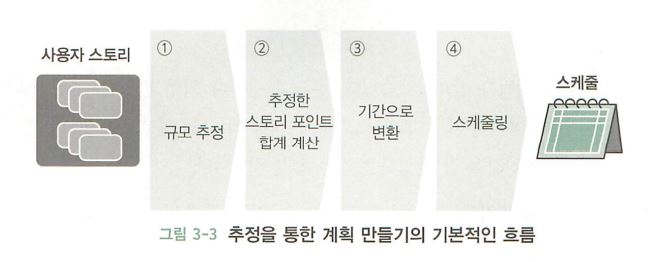 사용자 스토리
①
규모 추정
②
추정한
스토리 포인트
합계 계산
③
기간으로
변환
④
스케줄링
스케줄
그림 3-3 추정을 통한 계획 만들기의 기본적인 흐름